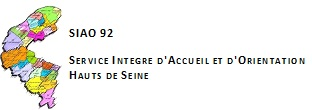 SIAO 92
SERVICE INTEGRE D'ACCUEIL ET D'ORIENTATION
HAUTS DE SEINE